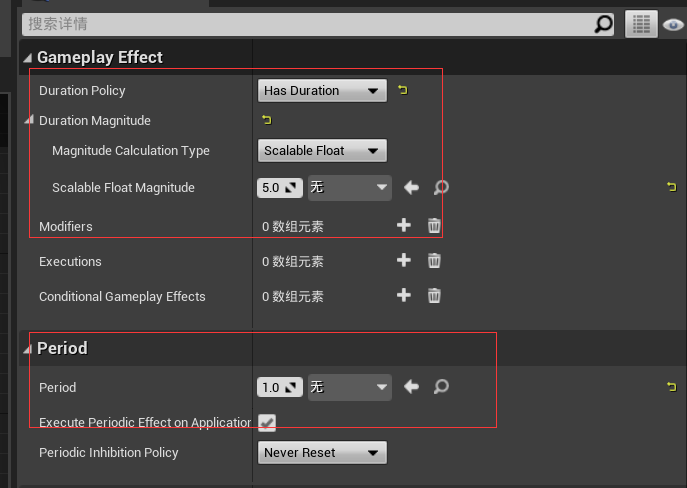 搜索详情
Gameplay Effect
Duration Policy Has Duration
Duration Magnitude
Magnitude Calculation Type Scalable Float
Scalable Float Magnitude 5.0 无
Modifiers 0 数组元素
Executions 0 数组元素
Conditional Gameplay Effects 0 数组元素
Period
Period 1.0 无
Execute Periodic Effect on Application
Periodic Inhibition Policy Never Reset